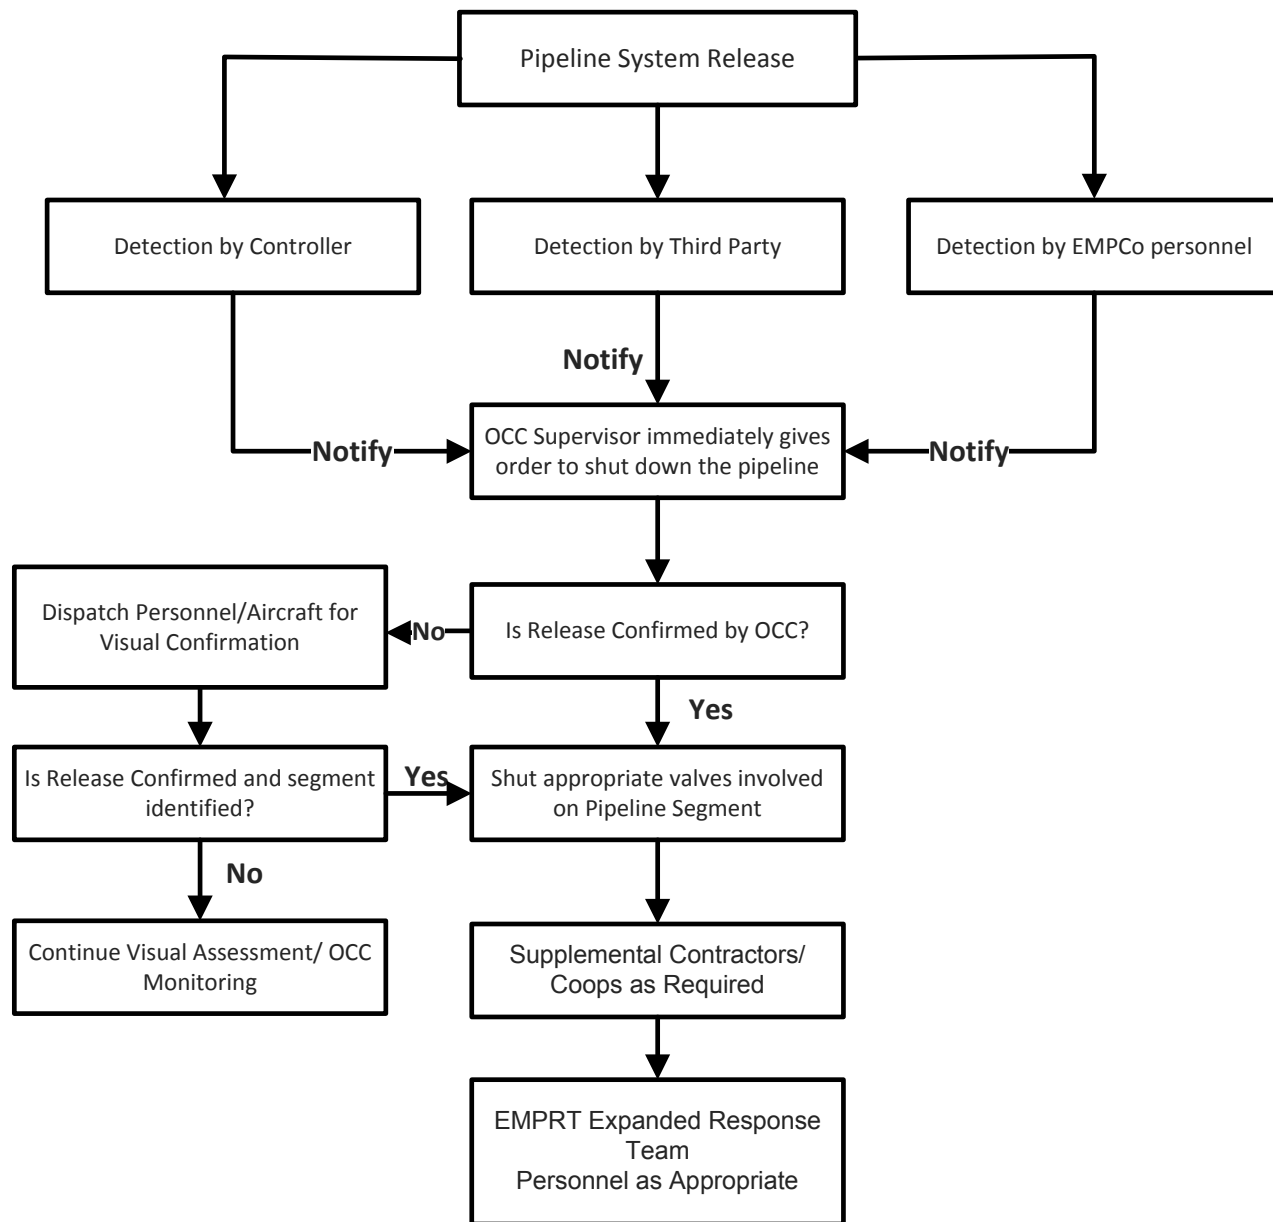 Pipeline System Release
Detection by Controller
Detection by Third Party
Detection by EMPCo personnel
Notify
Notify
OCC Supervisor immediately gives
order to shut down the pipeline
Notify
Dispatch Personnel/Aircraft for
Visual Confirmation
No
Is Release Confirmed by OCC?
Yes
Is Release Confirmed and segment
identified?
Yes
Shut appropriate valves involved
on Pipeline Segment
No
Continue Visual Assessment/ OCC
Monitoring
Supplemental Contractors/
Coops as Required
EMPRT Expanded Response
Team
Personnel as Appropriate